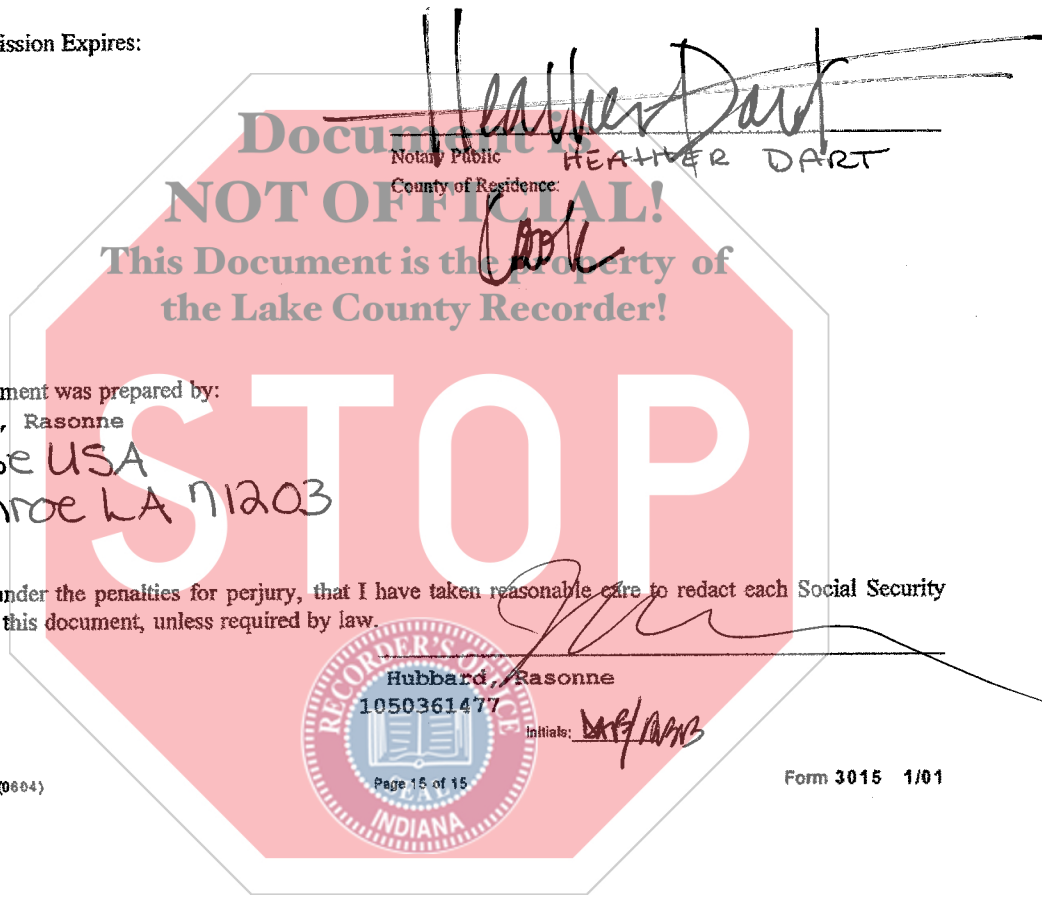 ission Expires:
Heather Dart
Document is
Notary Public HEATHER DART
NOT OFFICIAL!
County of Residence:
Cook
This Document is the property of
the Lake County Recorder!
ment was prepared by:
, Rasonne
e USA
nroe LA 71203
STOP
nder the penalties for perjury, that I have taken reasonable care to redact each Social Security
this document, unless required by law.
RECORDER'S OFFICE
Hubbard, Rasonne
1050361477
Initials:
SEAL
INDIANA
Page 15 of 15
(0604)
Form 3015 1/01